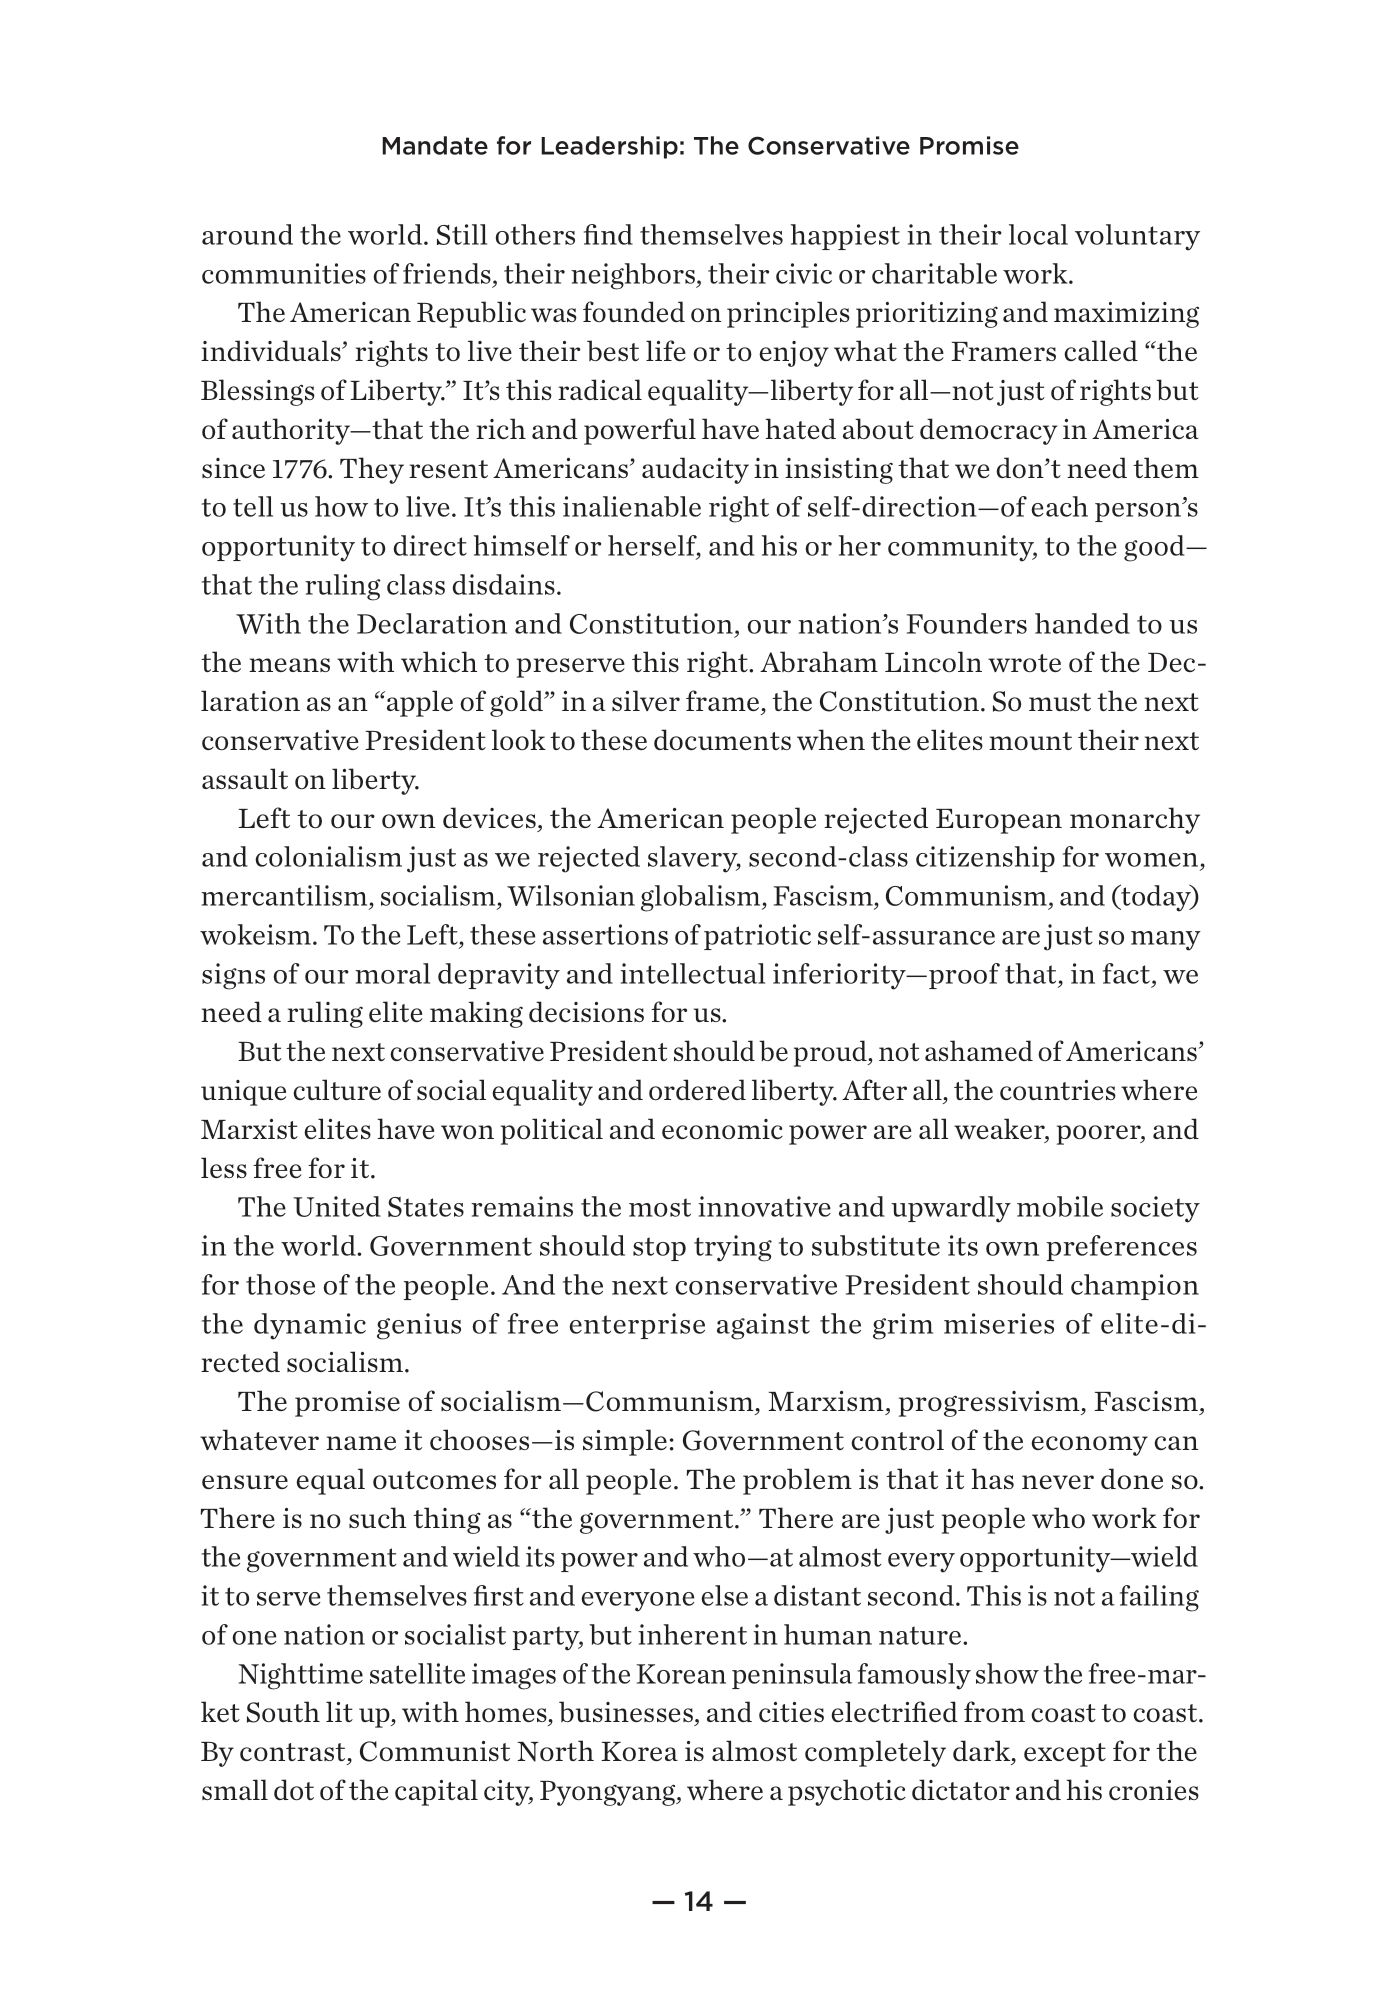 Mandate for Leadership: The Conservative Promise
around the world. Still others find themselves happiest in their local voluntary
communities of friends, their neighbors, their civic or charitable work.
The American Republic was founded on principles prioritizing and maximizing
individuals’ rights to live their best life or to enjoy what the Framers called “the
Blessings of Liberty.” It’s this radical equality—liberty for all—not just of rights but
of authority—that the rich and powerful have hated about democracy in America
since 1776. They resent Americans’ audacity in insisting that we don’t need them
to tell us how to live. It’s this inalienable right of self-direction—of each person’s
opportunity to direct himself or herself, and his or her community, to the good—
that the ruling class disdains.
With the Declaration and Constitution, our nation’s Founders handed to us
the means with which to preserve this right. Abraham Lincoln wrote of the Dec-
laration as an “apple of gold” in a silver frame, the Constitution. So must the next
conservative President look to these documents when the elites mount their next
assault on liberty.
Left to our own devices, the American people rejected European monarchy
and colonialism just as we rejected slavery, second-class citizenship for women,
mercantilism, socialism, Wilsonian globalism, Fascism, Communism, and (today)
wokeism. To the Left, these assertions of patriotic self-assurance are just so many
signs of our moral depravity and intellectual inferiority—proof that, in fact, we
need a ruling elite making decisions for us.
But the next conservative President should be proud, not ashamed of Americans’
unique culture of social equality and ordered liberty. After all, the countries where
Marxist elites have won political and economic power are all weaker, poorer, and
less free for it.
The United States remains the most innovative and upwardly mobile society
in the world. Government should stop trying to substitute its own preferences
for those of the people. And the next conservative President should champion
the dynamic genius of free enterprise against the grim miseries of elite-di-
rected socialism.
The promise of socialism—Communism, Marxism, progressivism, Fascism,
whatever name it chooses—is simple: Government control of the economy can
ensure equal outcomes for all people. The problem is that it has never done so.
There is no such thing as “the government.” There are just people who work for
the government and wield its power and who—at almost every opportunity—wield
it to serve themselves first and everyone else a distant second. This is not a failing
of one nation or socialist party, but inherent in human nature.
Nighttime satellite images of the Korean peninsula famously show the free-mar-
ket South lit up, with homes, businesses, and cities electrified from coast to coast.
By contrast, Communist North Korea is almost completely dark, except for the
small dot of the capital city, Pyongyang, where a psychotic dictator and his cronies
— 14 —